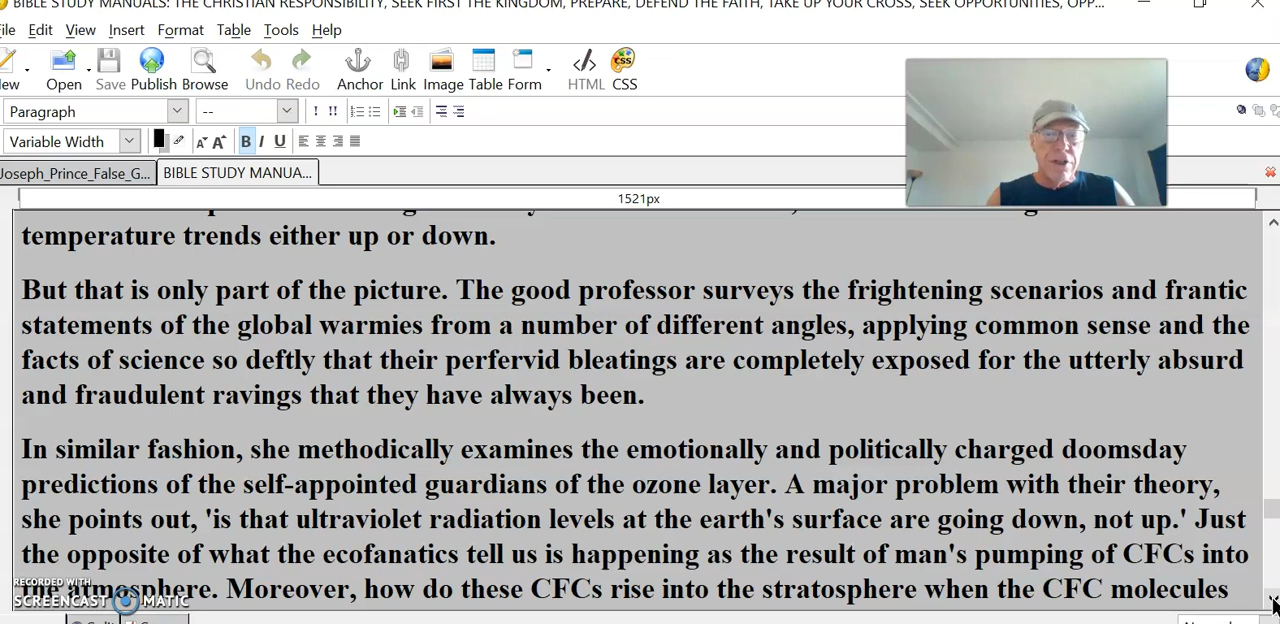 BIBLE STUDY MANUALS: THE CHRISTIAN RESPONSIBILITY, SEEK FIRST THE KINGDOM, PREPARE, DEFEND THE FAITH, TAKE UP YOUR CROSS, SEEK OPPORTUNITIES, OPP...
File Edit View Insert Format Table Tools Help
New Open Save Publish Browse Undo Redo Anchor Link Image Table Form HTML CSS
Paragraph -- ! !!
Variable Width B I U
Joseph_Prince_False_G... BIBLE STUDY MANUA...
1521px
temperature trends either up or down.
But that is only part of the picture. The good professor surveys the frightening scenarios and frantic
statements of the global warmies from a number of different angles, applying common sense and the
facts of science so deftly that their perfervid bleatings are completely exposed for the utterly absurd
and fraudulent ravings that they have always been.
In similar fashion, she methodically examines the emotionally and politically charged doomsday
predictions of the self-appointed guardians of the ozone layer. A major problem with their theory,
she points out, 'is that ultraviolet radiation levels at the earth's surface are going down, not up.' Just
the opposite of what the ecofanatics tell us is happening as the result of man's pumping of CFCs into
the atmosphere. Moreover, how do these CFCs rise into the stratosphere when the CFC molecules
RECORDED WITH
SCREENCAST MATIC